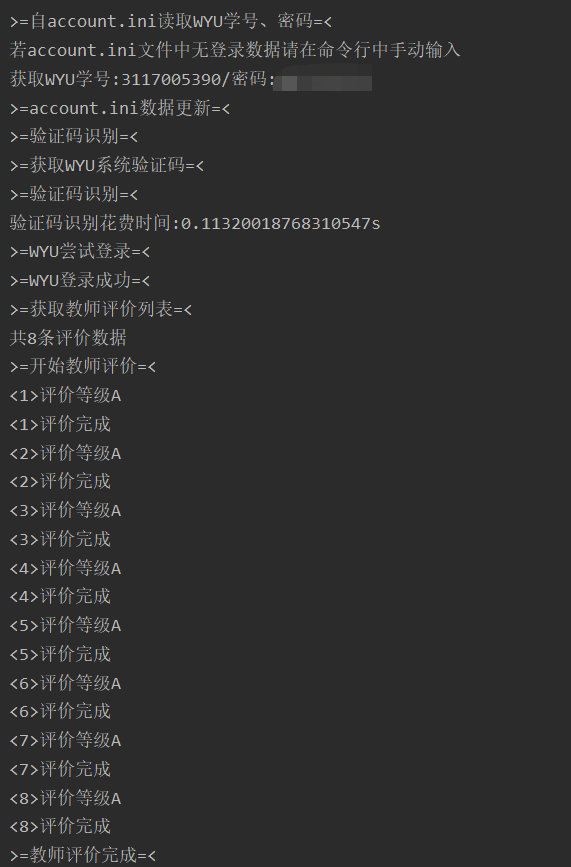 >=自account.ini读取WYU学号、密码=<
若account.ini文件中无登录数据请在命令行中手动输入
获取WYU学号:3117005390/密码:
>=account.ini数据更新=<
>=验证码识别=<
>=获取WYU系统验证码=<
>=验证码识别=<
验证码识别花费时间:0.11320018768310547s
>=WYU尝试登录=<
>=WYU登录成功=<
>=获取教师评价列表=<
共8条评价数据
>=开始教师评价=<
<1>评价等级A
<1>评价完成
<2>评价等级A
<2>评价完成
<3>评价等级A
<3>评价完成
<4>评价等级A
<4>评价完成
<5>评价等级A
<5>评价完成
<6>评价等级A
<6>评价完成
<7>评价等级A
<7>评价完成
<8>评价等级A
<8>评价完成
>=教师评价完成=<